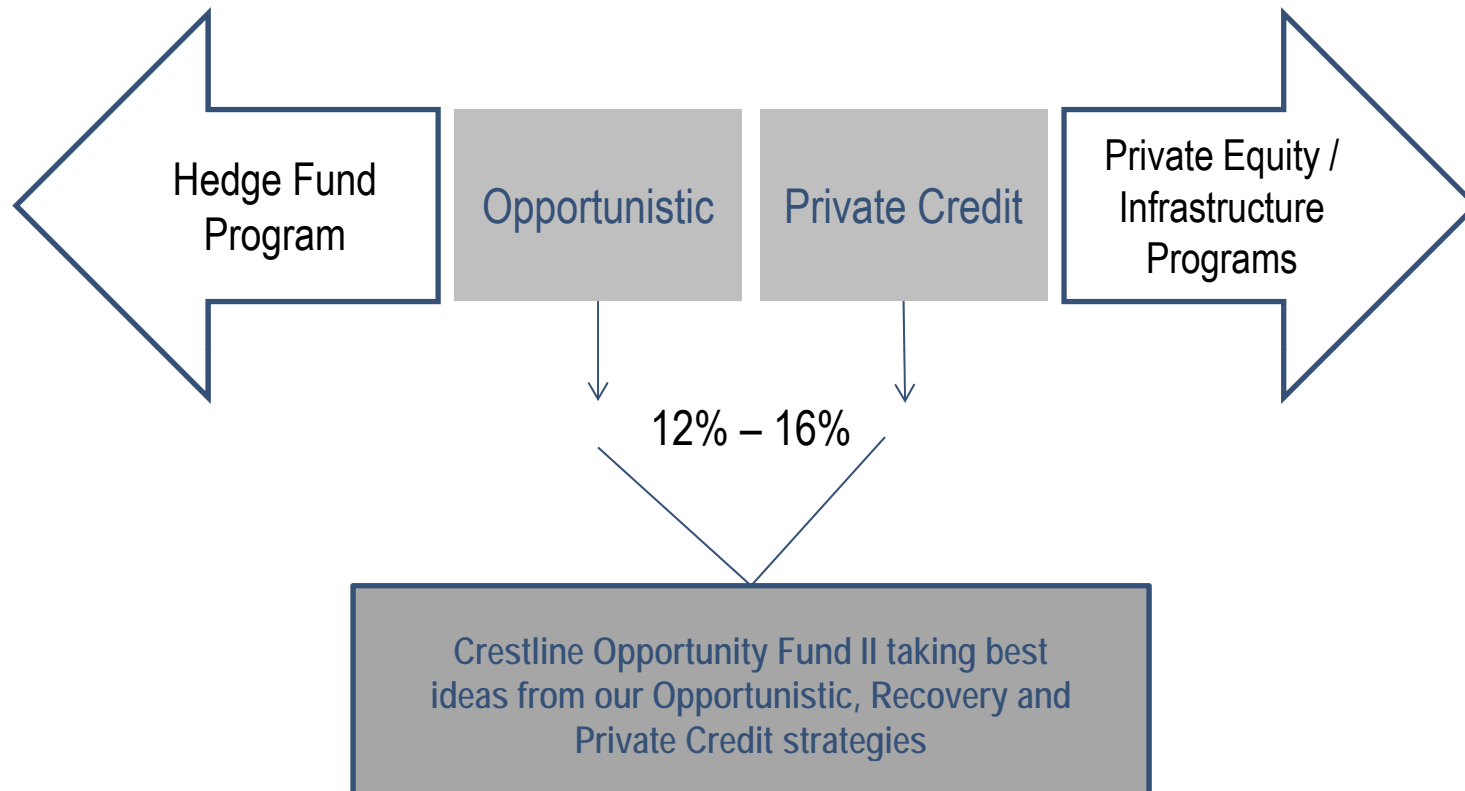 Hedge Fund
Program
Opportunistic
Private Credit
Private Equity /
Infrastructure
Programs
12% – 16%
Crestline Opportunity Fund II taking best
ideas from our Opportunistic, Recovery and
Private Credit strategies